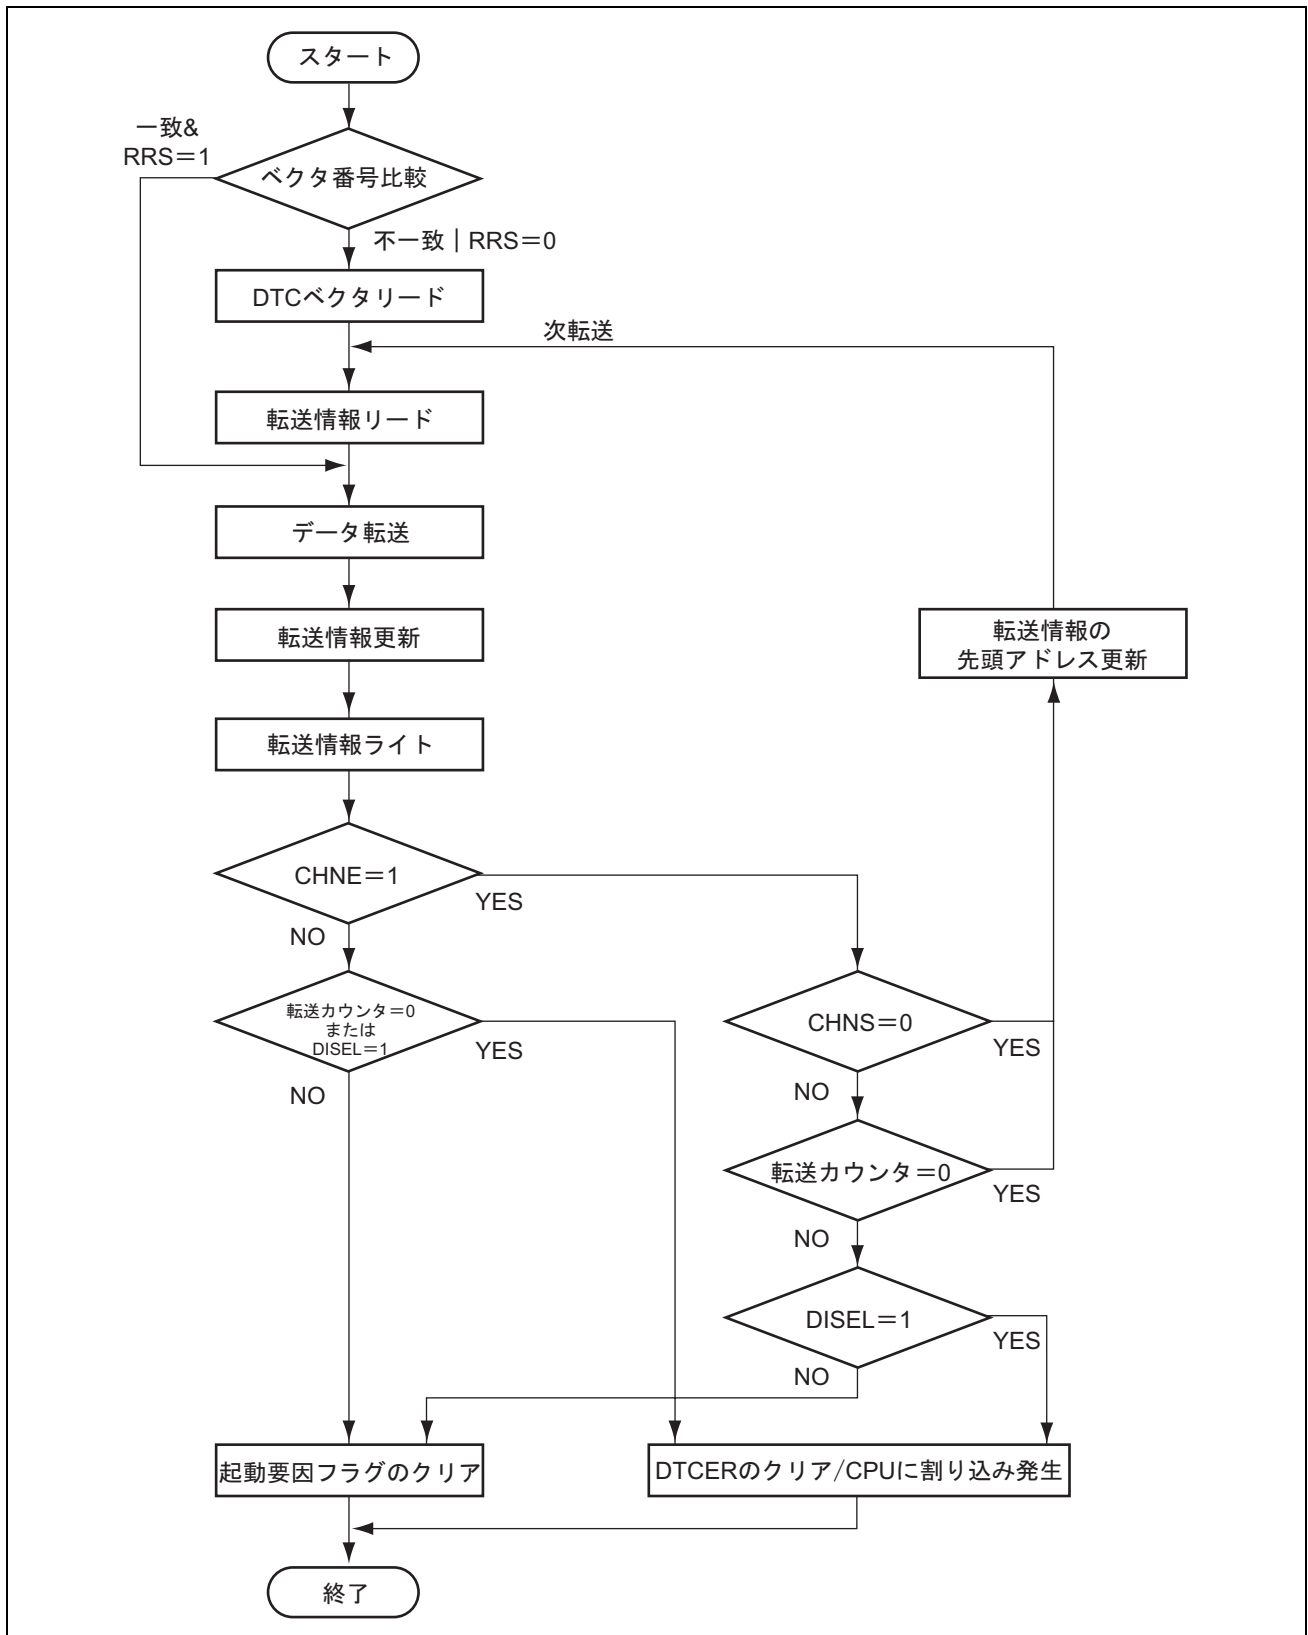 スタート
一致&
RRS＝1
ベクタ番号比較
不一致｜RRS＝0
DTCベクタリード
次転送
転送情報リード
データ転送
転送情報更新
転送情報の
先頭アドレス更新
転送情報ライト
CHNE＝1
YES
NO
転送カウンタ＝0
または
DISEL＝1
YES
NO
CHNS＝0
YES
NO
転送カウンタ＝0
YES
NO
DISEL＝1
YES
NO
起動要因フラグのクリア
DTCERのクリア/CPUに割り込み発生
終了